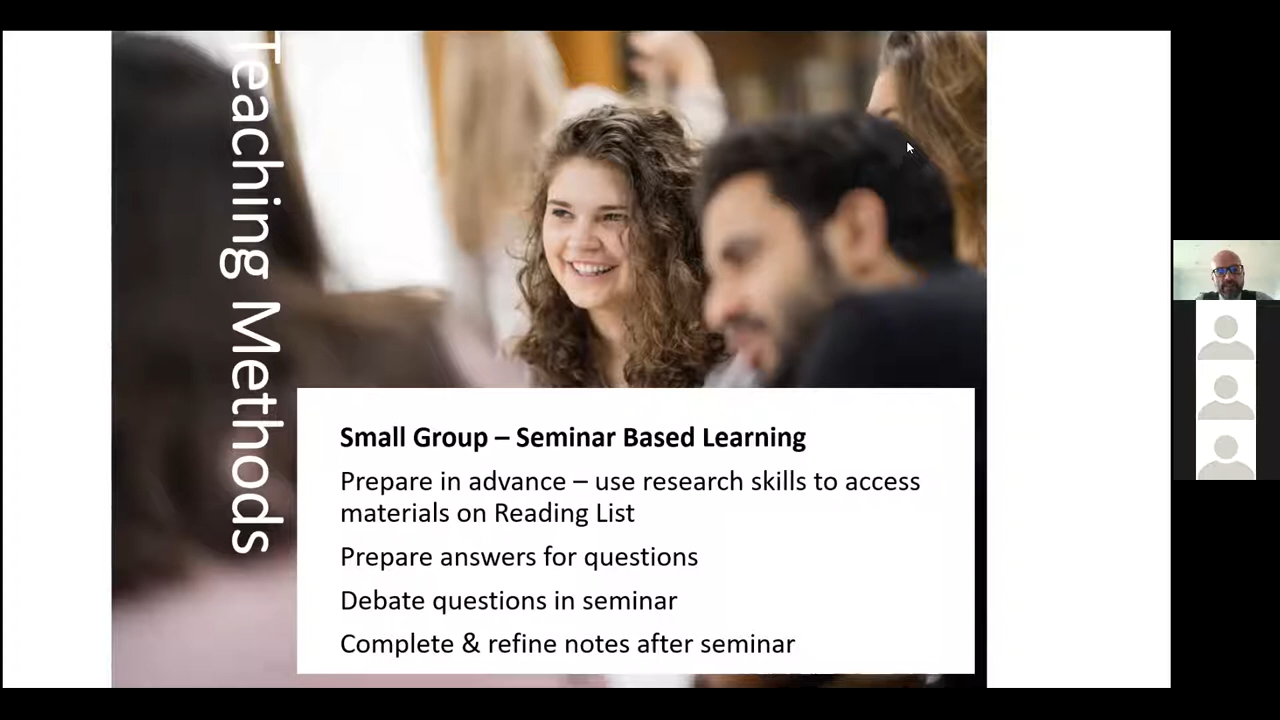 Teaching Methods
Small Group – Seminar Based Learning
Prepare in advance – use research skills to access
materials on Reading List
Prepare answers for questions
Debate questions in seminar
Complete & refine notes after seminar